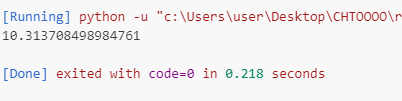 [Running] python -u "c:\Users\user\Desktop\CHTOOOO\r
10.313708498984761
[Done] exited with code=0 in 0.218 seconds